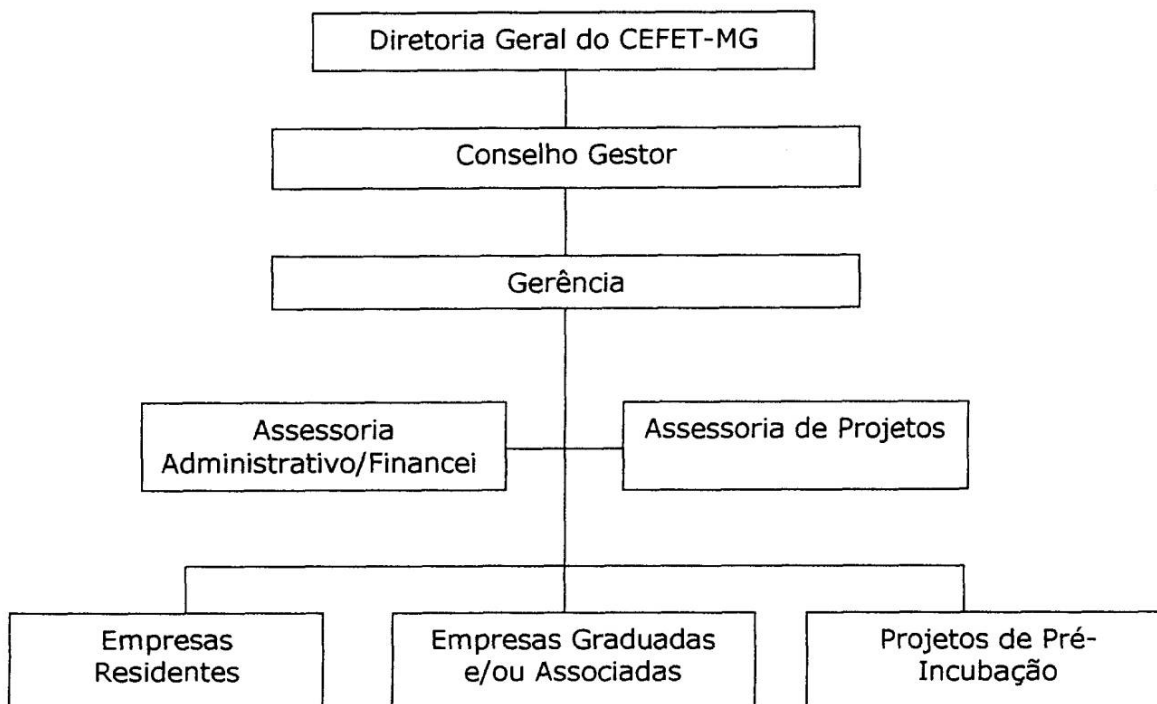 Diretoria Geral do CEFET-MG
Conselho Gestor
Gerência
Assessoria
Administrativo/Financei
Assessoria de Projetos
Empresas
Residentes
Empresas Graduadas
e/ou Associadas
Projetos de Pré-
Incubação